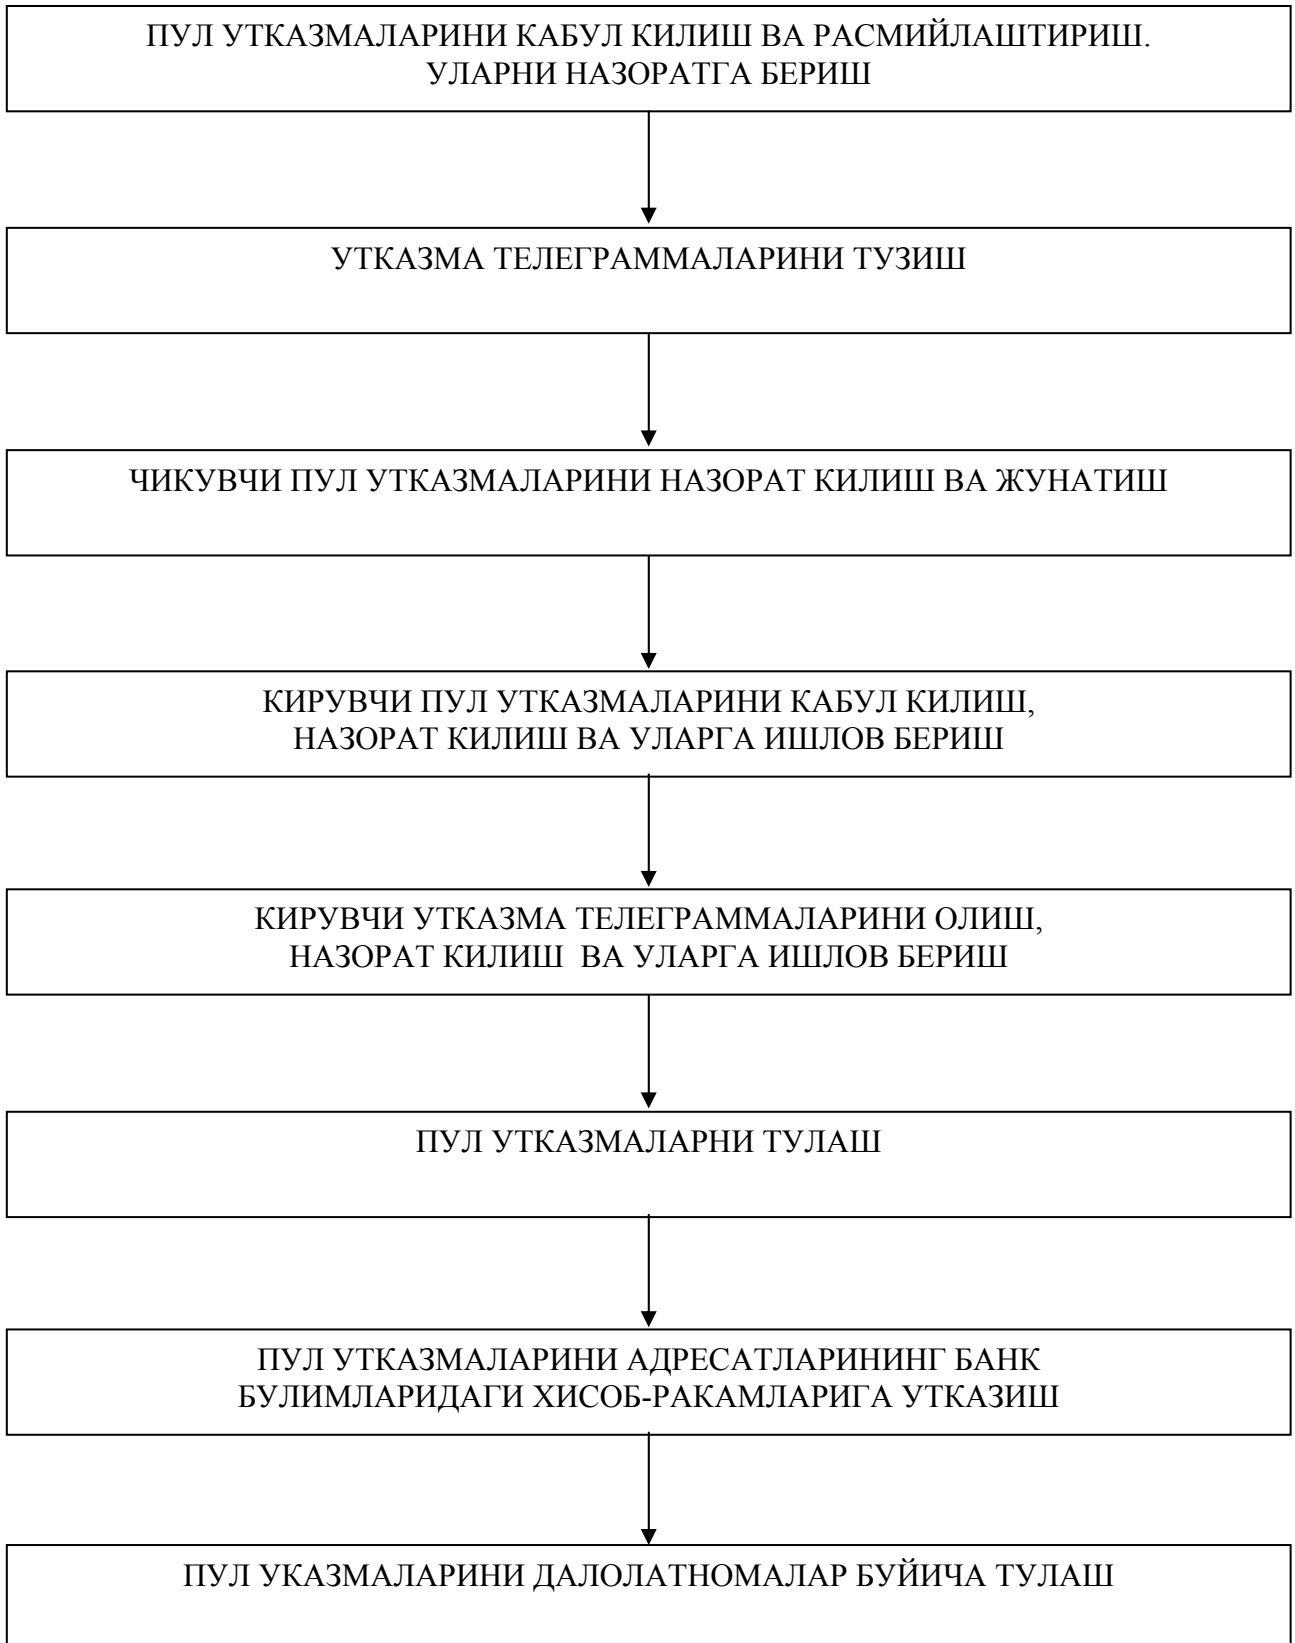 ПУЛ УТКАЗМАЛАРИНИ КАБУЛ КИЛИШ ВА РАСМИЙЛАШТИРИШ.
УЛАРНИ НАЗОРАТГА БЕРИШ
УТКАЗМА ТЕЛЕГРАММАЛАРИНИ ТУЗИШ
ЧИКУВЧИ ПУЛ УТКАЗМАЛАРИНИ НАЗОРАТ КИЛИШ ВА ЖУНАТИШ
КИРУВЧИ ПУЛ УТКАЗМАЛАРИНИ КАБУЛ КИЛИШ,
НАЗОРАТ КИЛИШ ВА УЛАРГА ИШЛОВ БЕРИШ
КИРУВЧИ УТКАЗМА ТЕЛЕГРАММАЛАРИНИ ОЛИШ,
НАЗОРАТ КИЛИШ ВА УЛАРГА ИШЛОВ БЕРИШ
ПУЛ УТКАЗМАЛАРНИ ТУЛАШ
ПУЛ УТКАЗМАЛАРИНИ АДРЕСАТЛАРИНИНГ БАНК
БУЛИМЛАРИДАГИ ХИСОБ-РАКАМЛАРИГА УТКАЗИШ
ПУЛ УКАЗМАЛАРИНИ ДАЛОЛАТНОМАЛАР БУЙИЧА ТУЛАШ